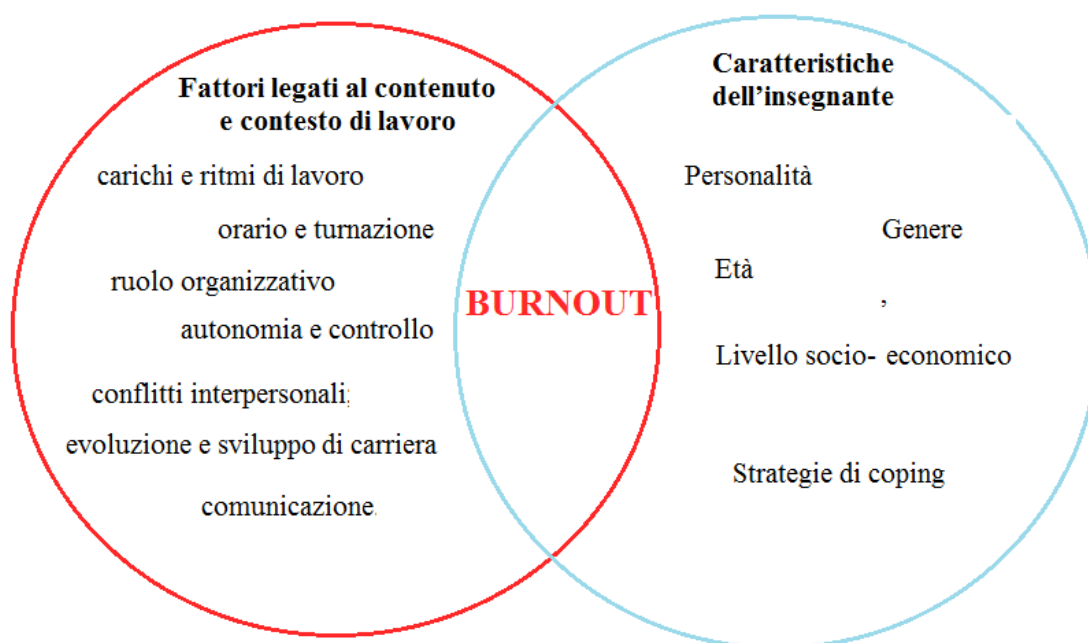 Fattori legati al contenuto
e contesto di lavoro
carichi e ritmi di lavoro
orario e turnazione
ruolo organizzativo
autonomia e controllo
conflitti interpersonali;
evoluzione e sviluppo di carriera
comunicazione
BURNOUT
Caratteristiche
dell’insegnante
Personalità
Genere
Età
,
Livello socio- economico
Strategie di coping